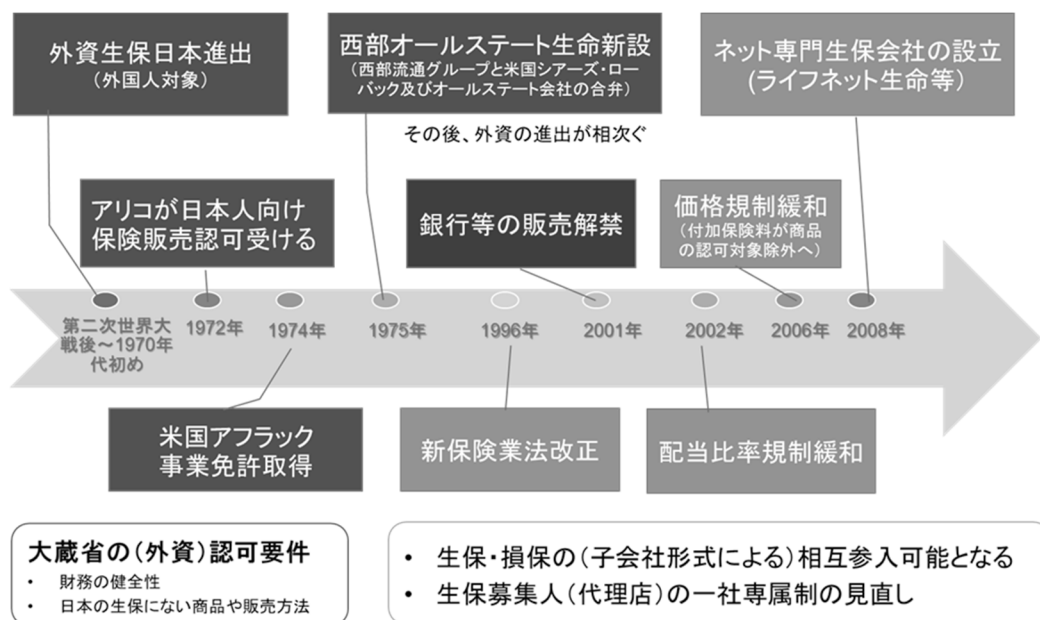 外資生保日本進出
（外国人対象）
西部オールステート生命新設
（西部流通グループと米国シアーズ・ロー
バック及びオールステート会社の合弁）
その後、外資の進出が相次ぐ
ネット専門生保会社の設立
(ライフネット生命等)
アリコが日本人向け
保険販売認可受ける
銀行等の販売解禁
価格規制緩和
（付加保険料が商品
の認可対象除外へ）
第二次世界大
戦後～1970年
代初め
1972年
1974年
1975年
1996年
2001年
2002年
2006年
2008年
米国アフラック
事業免許取得
新保険業法改正
配当比率規制緩和
大蔵省の（外資）認可要件
• 財務の健全性
• 日本の生保にない商品や販売方法
• 生保・損保の（子会社形式による）相互参入可能となる
• 生保募集人（代理店）の一社専属制の見直し